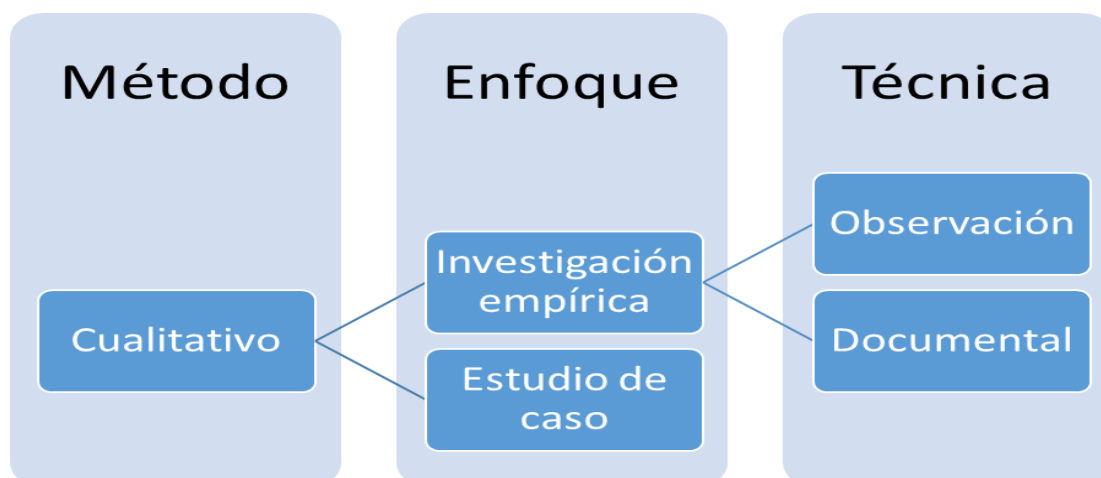 Método
Enfoque
Técnica
Cualitativo
Investigación
empírica
Estudio de
caso
Observación
Documental